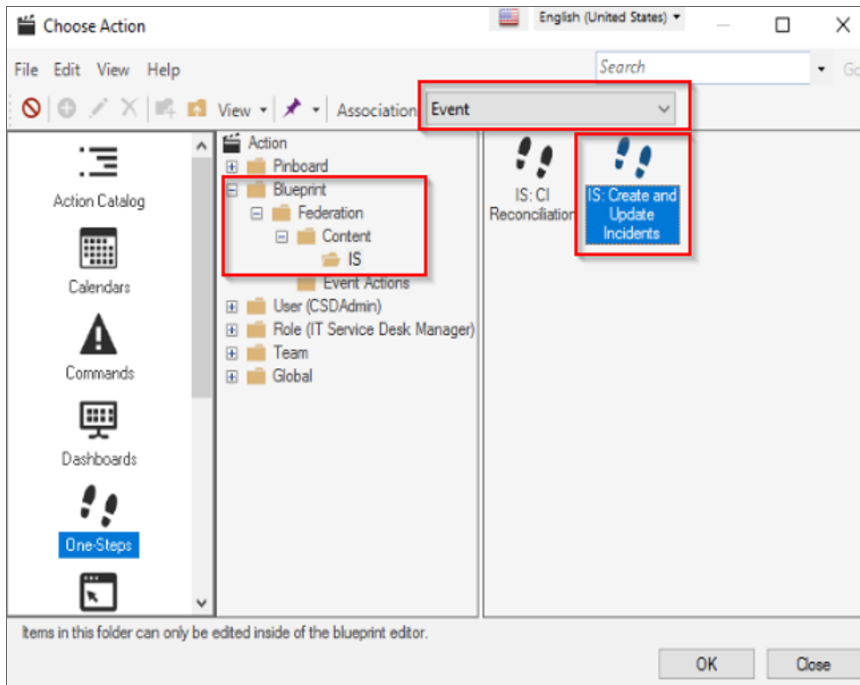 Choose Action
English (United States)
File Edit View Help
Search
Go
View
Association
Event
Action Catalog
Calendars
Commands
Dashboards
One-Steps
Action
Pinboard
Blueprint
Federation
Content
IS
Event Actions
User (CSDAdmin)
Role (IT Service Desk Manager)
Team
Global
IS: CI
Reconciliation
IS: Create and
Update
Incidents
Items in this folder can only be edited inside of the blueprint editor.
OK
Close